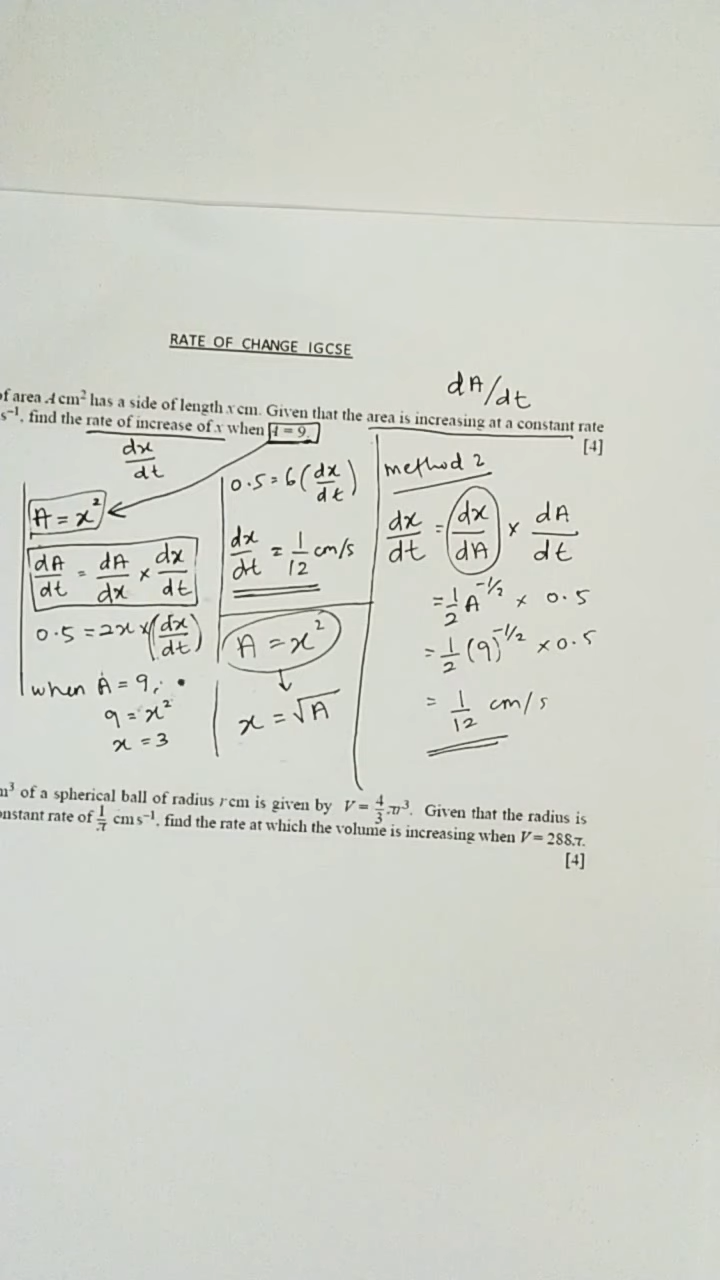 RATE OF CHANGE IGCSE
dA/dt
of area A cm² has a side of length x cm. Given that the area is increasing at a constant rate
s⁻¹, find the rate of increase of x when A = 9.
[4]
dx/dt
A = x²
dA/dt = dA/dx × dx/dt
0.5 = 2x × (dx/dt)
when A = 9,
9 = x²
x = 3
0.5 = 6(dx/dt)
dx/dt = 1/12 cm/s
A = x²
↓
x = √A
method 2
dx/dt = (dx/dA) × dA/dt
= 1/2 A^-1/2 × 0.5
= 1/2 (9)^-1/2 × 0.5
= 1/12 cm/s
m³ of a spherical ball of radius r cm is given by V = 4/3 πr³. Given that the radius is
onstant rate of 1/π cm s⁻¹, find the rate at which the volume is increasing when V = 288π.
[4]